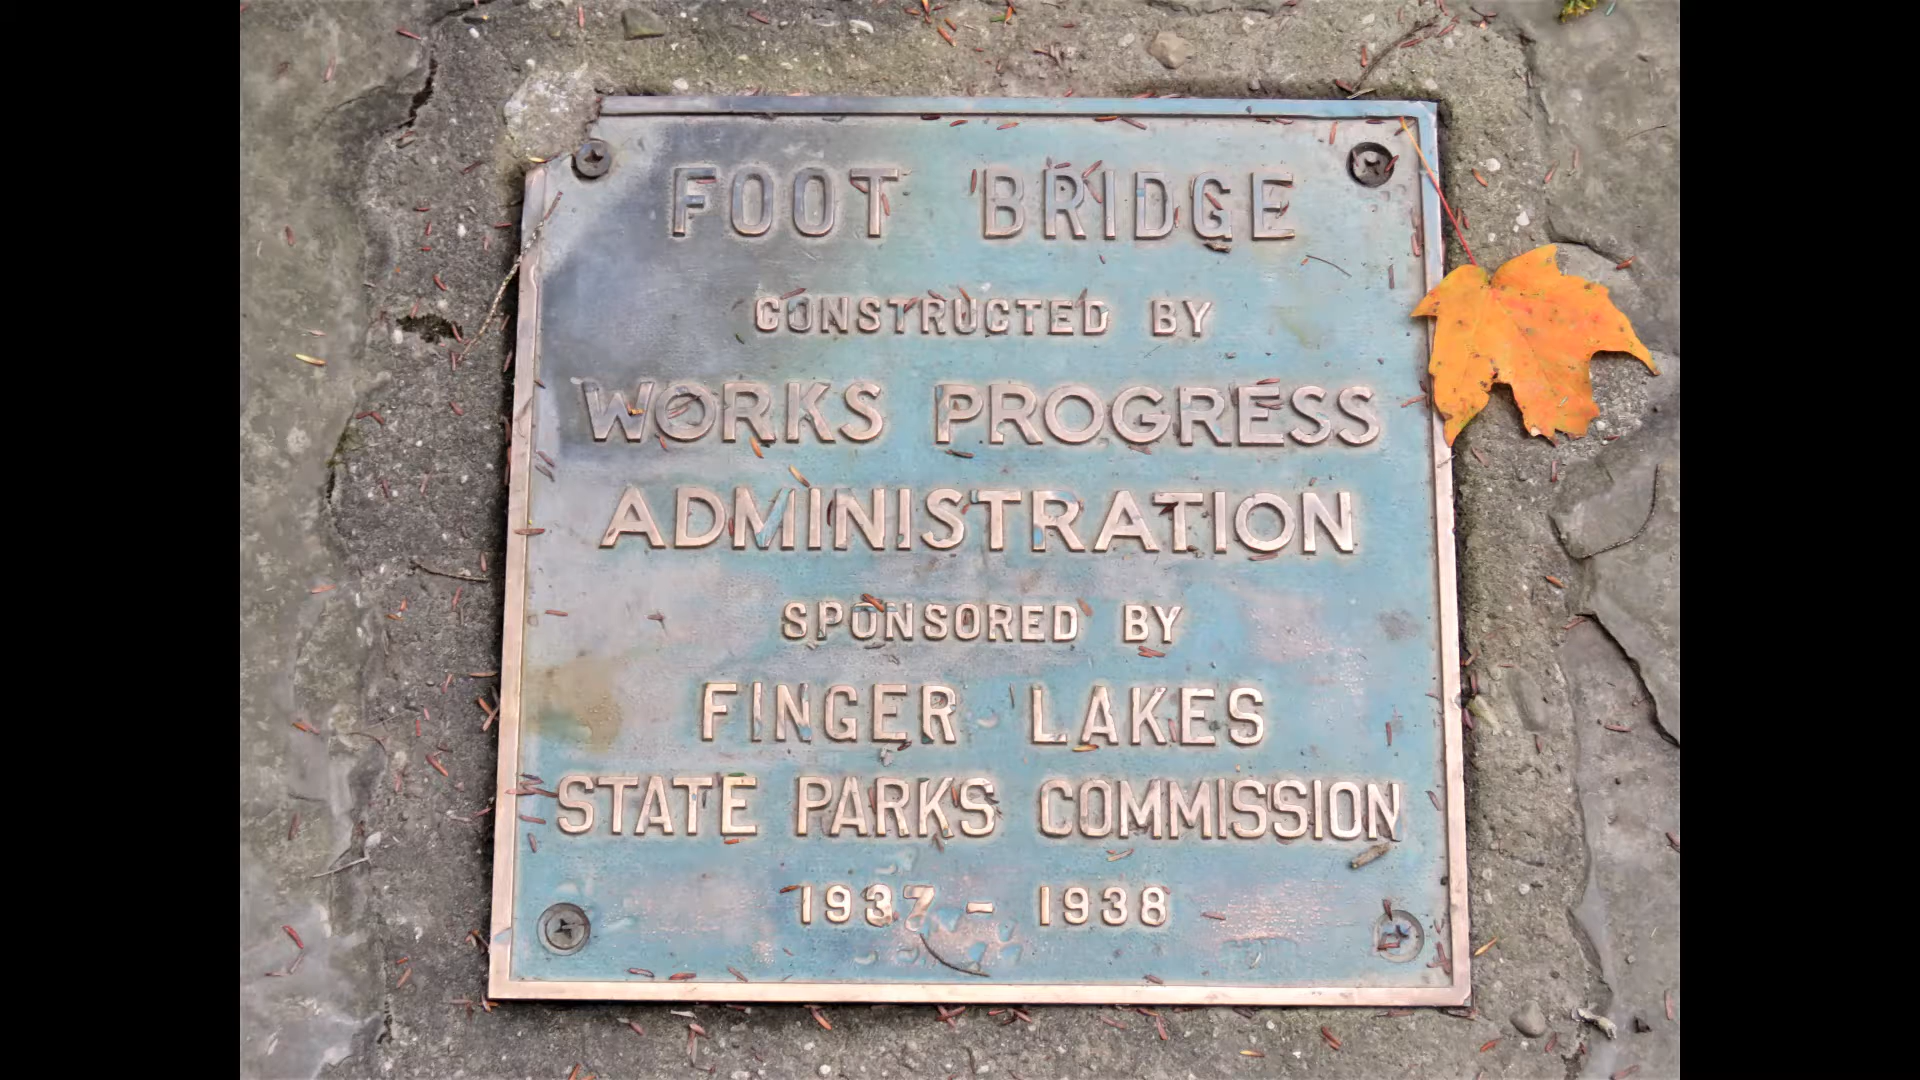 FOOT BRIDGE
CONSTRUCTED BY
WORKS PROGRESS
ADMINISTRATION
SPONSORED BY
FINGER LAKES
STATE PARKS COMMISSION
1937 - 1938